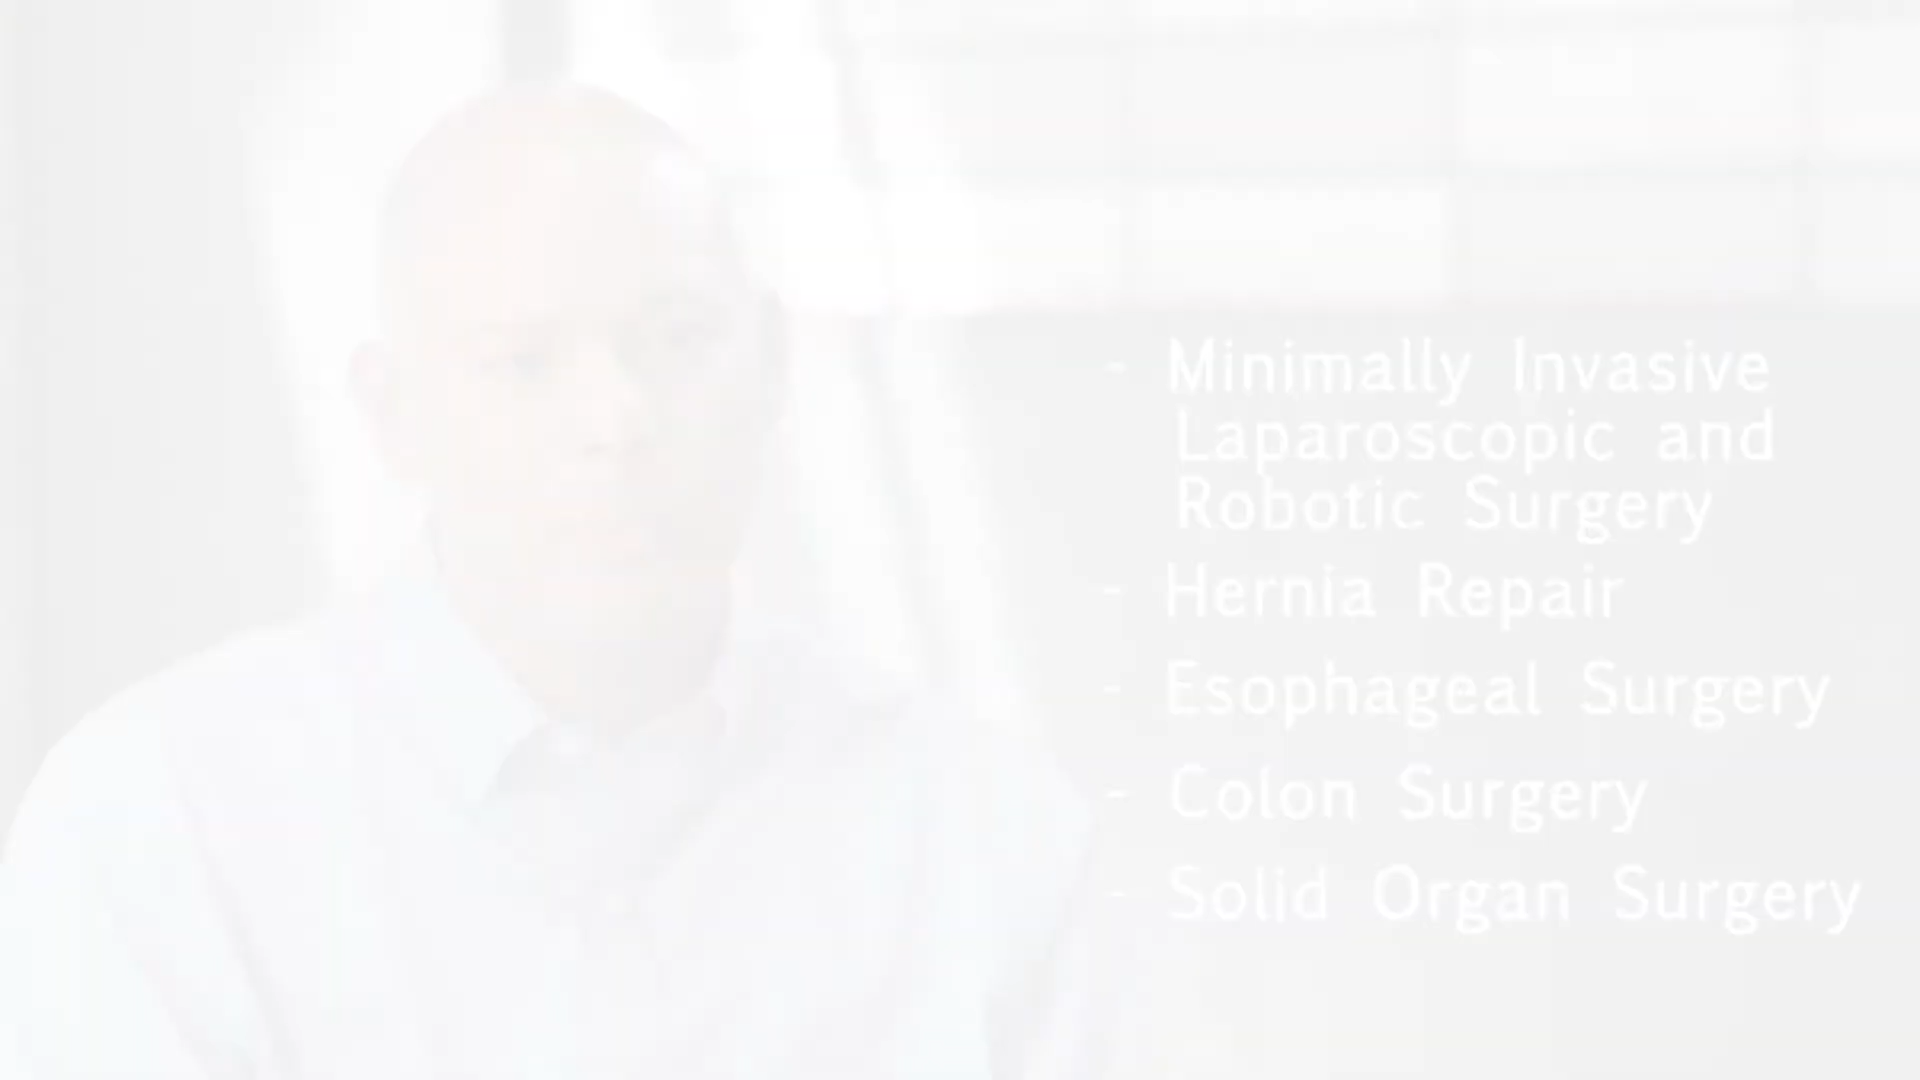 - Minimally Invasive
Laparoscopic and
Robotic Surgery
- Hernia Repair
- Esophageal Surgery
- Colon Surgery
- Solid Organ Surgery